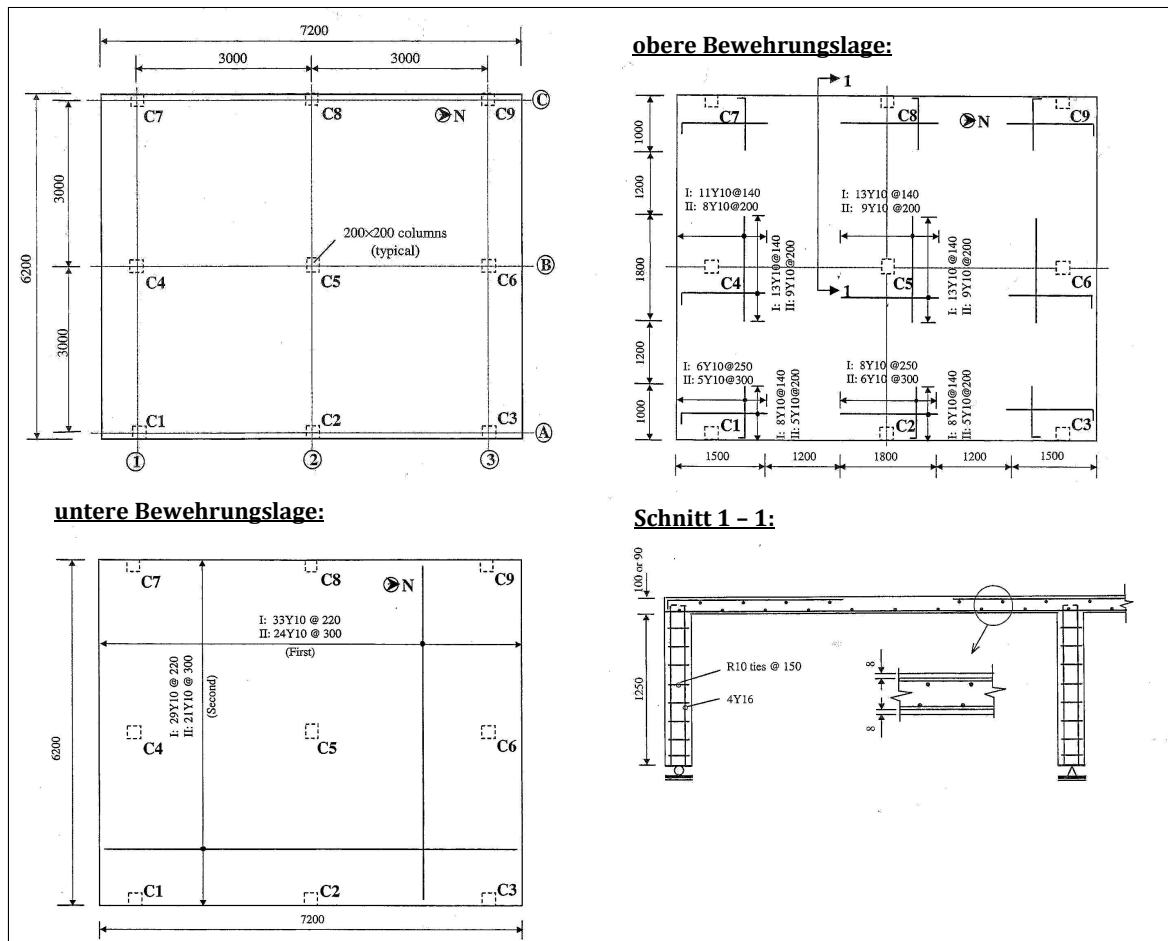 7200
3000 3000
C
C7 C8 C9
N
3000
200×200 columns
(typical)
6200
B
C4 C5 C6
3000
C1 C2 C3
A
1 2 3
obere Bewehrungslage:
1
C7 C8 C9
N
1000
1200
I: 11Y10@140
II: 8Y10@200
I: 13Y10@140
II: 9Y10@200
1800
C4 C5 C6
I: 13Y10@140
II: 9Y10@200
I: 13Y10@140
II: 9Y10@200
1
1200
I: 6Y10@250
II: 5Y10@300
I: 8Y10@250
II: 6Y10@300
1000
C1 C2 C3
I: 8Y10@140
II: 5Y10@200
I: 8Y10@140
II: 5Y10@200
1500 1200 1800 1200 1500
untere Bewehrungslage:
C7 C8 C9
N
I: 33Y10 @ 220
II: 24Y10 @ 300
(First)
I: 29Y10 @ 220
II: 21Y10 @ 300
(Second)
6200
C4 C5 C6
C1 C2 C3
7200
Schnitt 1 – 1:
100 or 90
1250
R10 ties @ 150
4Y16
8
8